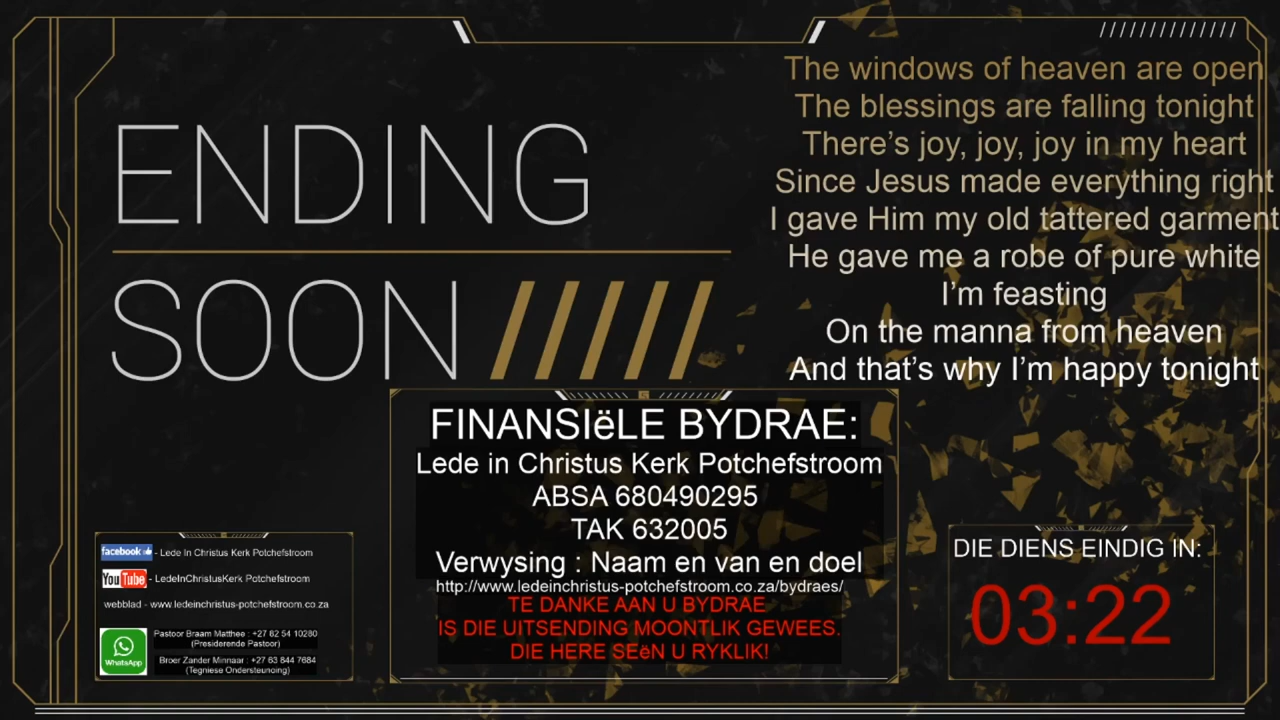 ENDING
SOON
The windows of heaven are open
The blessings are falling tonight
There's joy, joy, joy in my heart
Since Jesus made everything right
I gave Him my old tattered garment
He gave me a robe of pure white
I'm feasting
On the manna from heaven
And that's why I'm happy tonight
FINANSIëLE BYDRAE:
Lede in Christus Kerk Potchefstroom
ABSA 680490295
TAK 632005
Verwysing : Naam en van en doel
http://www.ledeinchristus-potchefstroom.co.za/bydraes/
TE DANKE AAN U BYDRAE
IS DIE UITSENDING MOONTLIK GEWEES.
DIE HERE SEëN U RYKLIK!
facebook - Lede In Christus Kerk Potchefstroom
YouTube - LedeInChristusKerk Potchefstroom
webblad - www.ledeinchristus-potchefstroom.co.za
WhatsApp
Pastoor Braam Matthee : +27 82 54 10280
(Presiderende Pastoor)
Broer Zander Minnaar : +27 63 844 7684
(Tegniese Ondersteunoing)
DIE DIENS EINDIG IN:
03:22